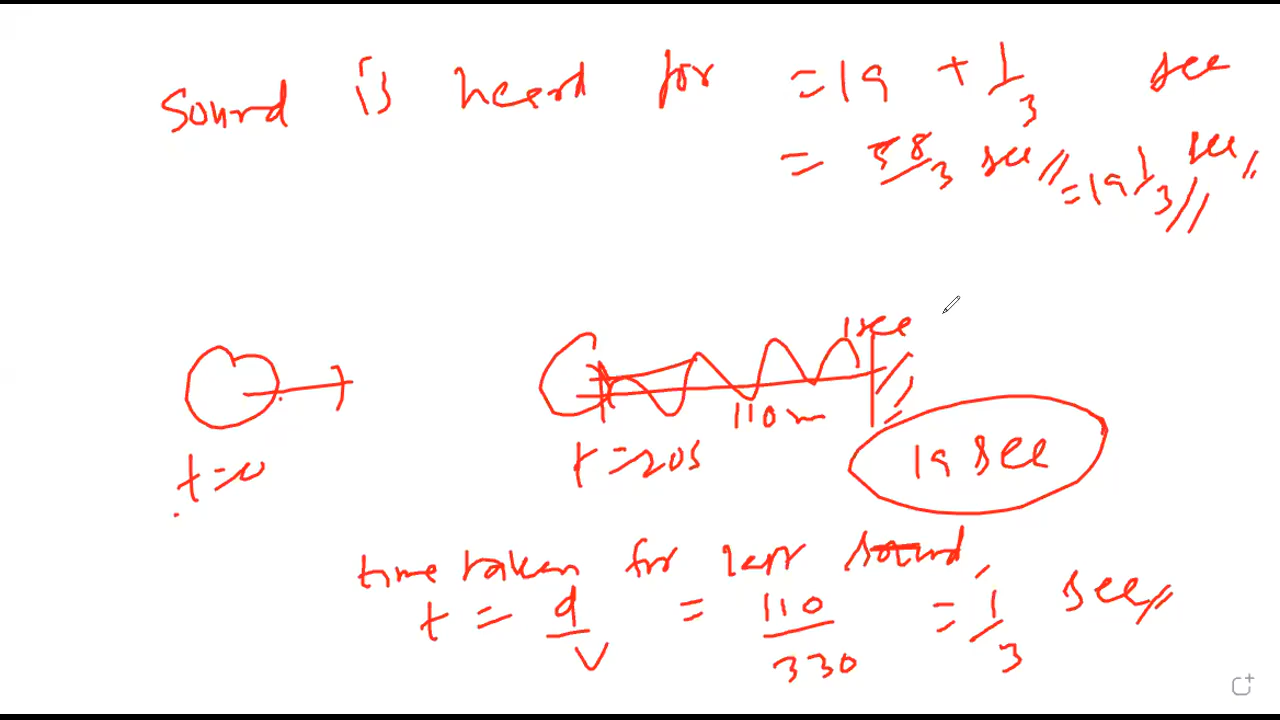 Sound is heard for = 19 + 1/3 sec
= 58/3 sec // = 19 1/3 sec //
1 sec
110 m
t = 0
t = 20s
19 sec
time taken for last sound,
t = d/v = 110/330 = 1/3 sec //